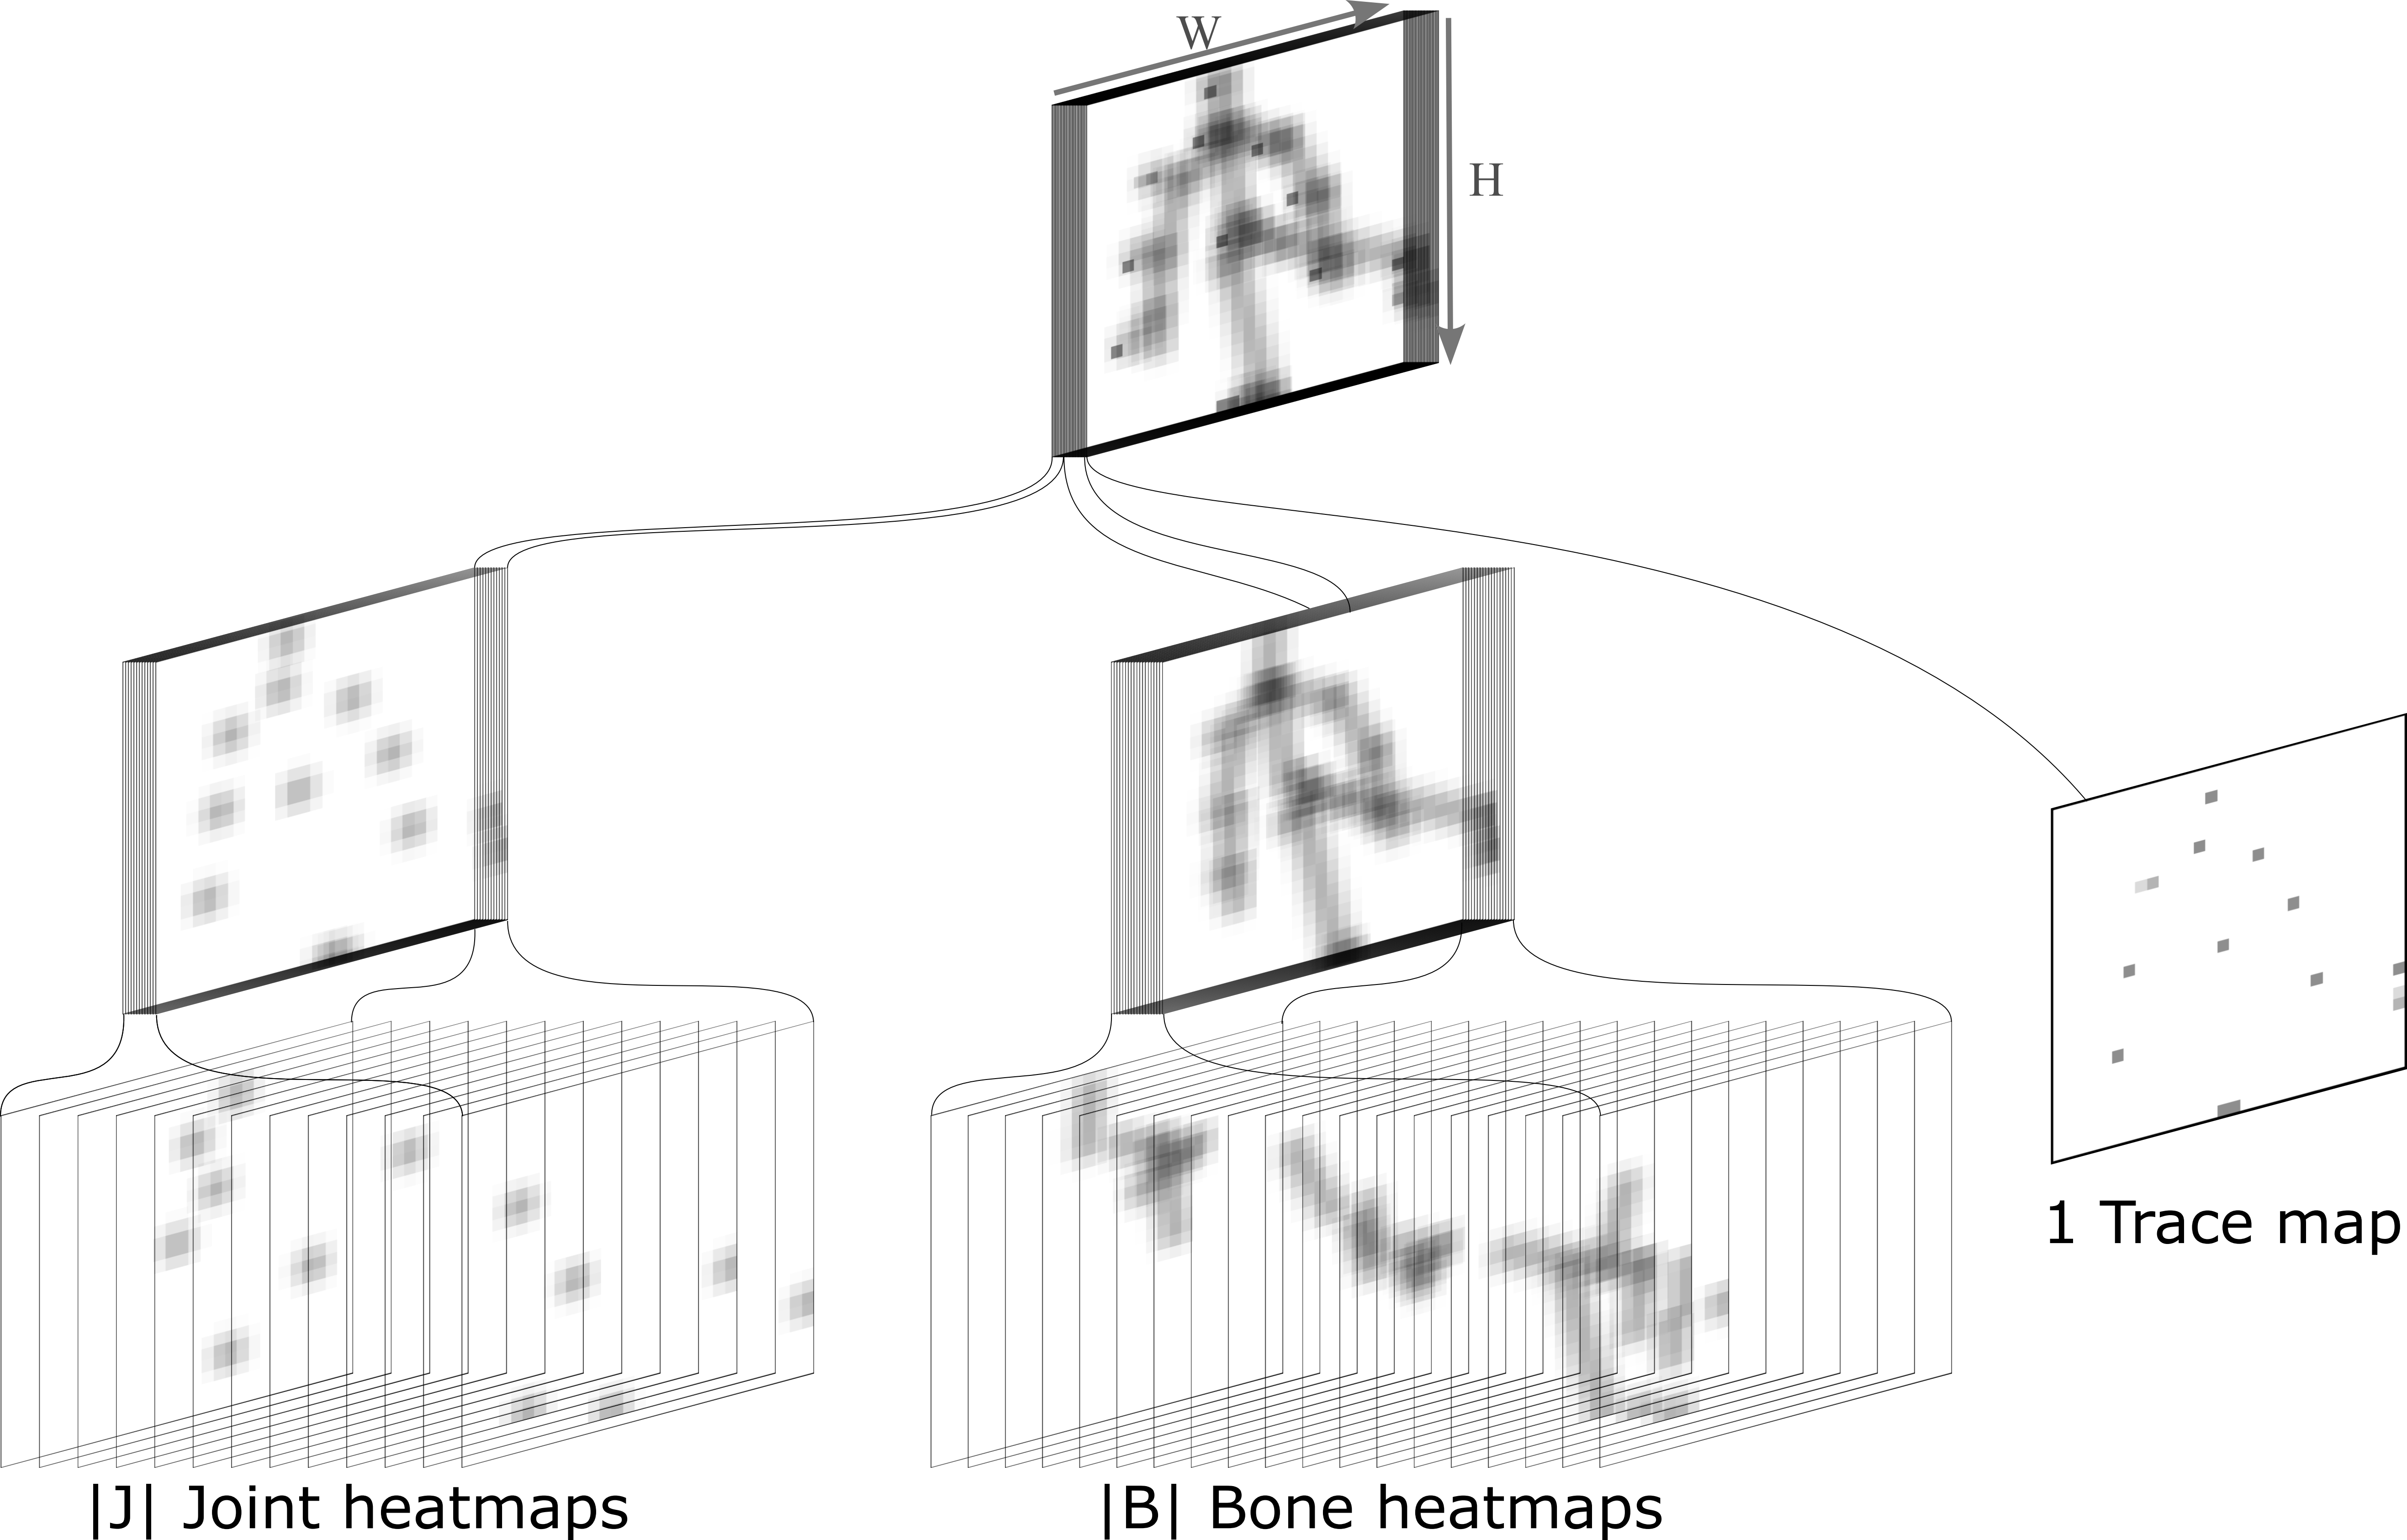 W
H
1 Trace map
|J| Joint heatmaps
|B| Bone heatmaps